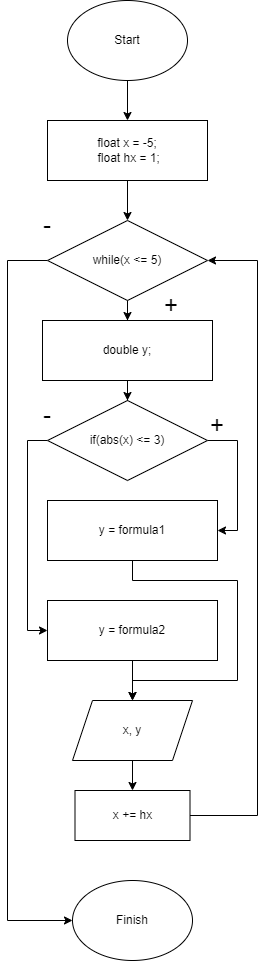 Start
float x = -5;
float hx = 1;
-
while(x <= 5)
+
double y;
-
+
if(abs(x) <= 3)
y = formula1
y = formula2
x, y
x += hx
Finish